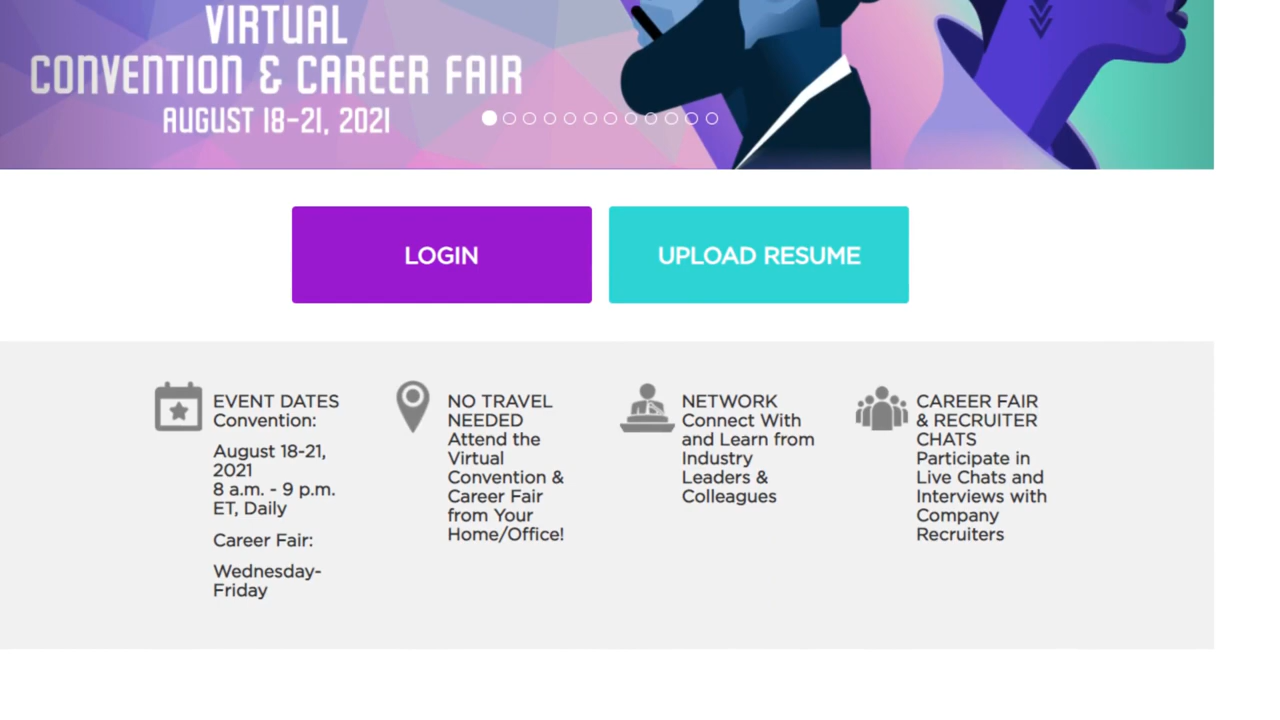 VIRTUAL
CONVENTION & CAREER FAIR
AUGUST 18-21, 2021
LOGIN
UPLOAD RESUME
EVENT DATES
Convention:
August 18-21,
2021
8 a.m. - 9 p.m.
ET, Daily
Career Fair:
Wednesday-
Friday
NO TRAVEL
NEEDED
Attend the
Virtual
Convention &
Career Fair
from Your
Home/Office!
NETWORK
Connect With
and Learn from
Industry
Leaders &
Colleagues
CAREER FAIR
& RECRUITER
CHATS
Participate in
Live Chats and
Interviews with
Company
Recruiters